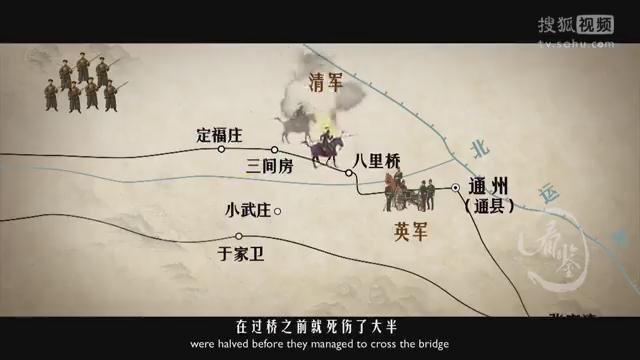 搜狐视频
tv.sohu.com
清军
定福庄
三间房
八里桥
北运
通州
(通县)
小武庄
英军
于家卫
看鉴
在过桥之前就死伤了大半
were halved before they managed to cross the bridge